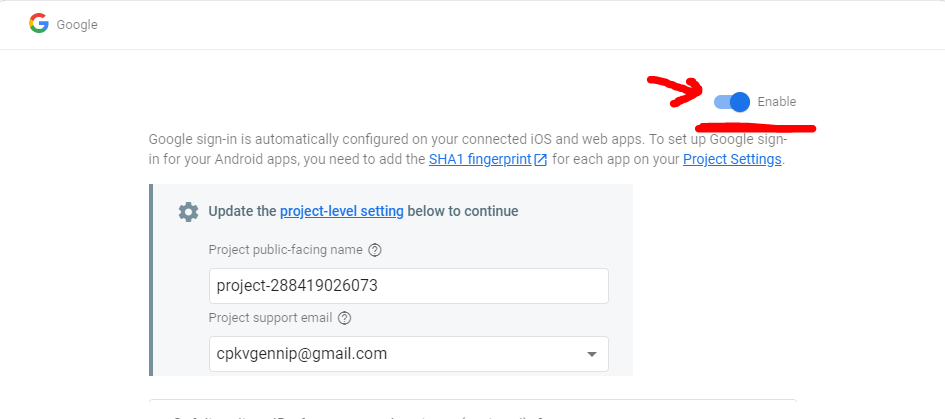 Google
Enable
Google sign-in is automatically configured on your connected iOS and web apps. To set up Google sign-
in for your Android apps, you need to add the SHA1 fingerprint for each app on your Project Settings.
Update the project-level setting below to continue
Project public-facing name
project-288419026073
Project support email
cpkvgennip@gmail.com